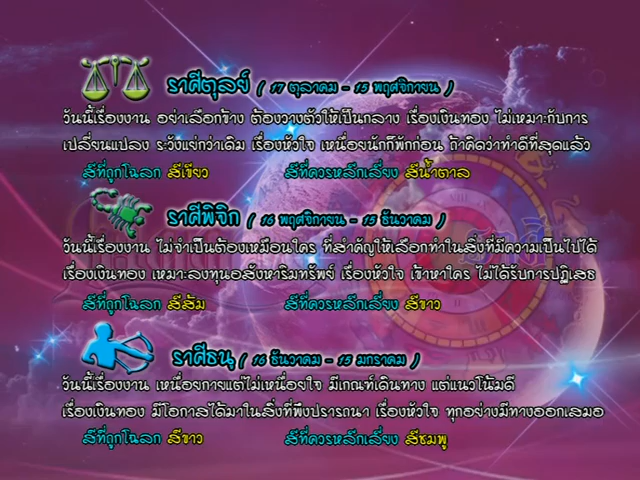 ราศีตุลย์ ( 17 ตุลาคม - 15 พฤศจิกายน )
วันนี้เรื่องงาน อย่าเลือกข้าง ต้องวางตัวให้เป็นกลาง เรื่องเงินทอง ไม่เหมาะกับการ
เปลี่ยนแปลง ระวังแย่กว่าเดิม เรื่องหัวใจ เหนื่อยนักก็พักก่อน ถ้าคิดว่าทำดีที่สุดแล้ว
สีที่ถูกโฉลก สีเขียว สีที่ควรหลีกเลี่ยง สีน้ำตาล
ราศีพิจิก ( 16 พฤศจิกายน - 15 ธันวาคม )
วันนี้เรื่องงาน ไม่จำเป็นต้องเหมือนใคร ที่สำคัญให้เลือกทำในสิ่งที่มีความเป็นไปได้
เรื่องเงินทอง เหมาะลงทุนอสังหาริมทรัพย์ เรื่องหัวใจ เข้าหาใคร ไม่ได้รับการปฏิเสธ
สีที่ถูกโฉลก สีส้ม สีที่ควรหลีกเลี่ยง สีขาว
ราศีธนู ( 16 ธันวาคม - 15 มกราคม )
วันนี้เรื่องงาน เหนื่อยกายแต่ไม่เหนื่อยใจ มีเกณฑ์เดินทาง แต่แนวโน้มดี
เรื่องเงินทอง มีโอกาสได้มาในสิ่งที่พึงปรารถนา เรื่องหัวใจ ทุกอย่างมีทางออกเสมอ
สีที่ถูกโฉลก สีขาว สีที่ควรหลีกเลี่ยง สีชมพู